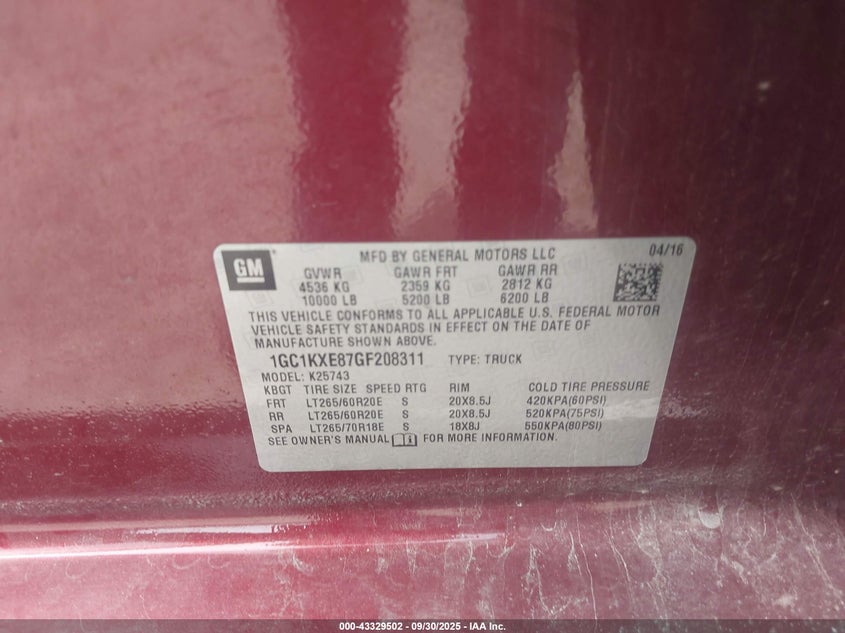 GM
MFD BY GENERAL MOTORS LLC 04/16
GVWR GAWR FRT GAWR RR
4536 KG 2359 KG 2812 KG
10000 LB 5200 LB 6200 LB
THIS VEHICLE CONFORMS TO ALL APPLICABLE U.S. FEDERAL MOTOR
VEHICLE SAFETY STANDARDS IN EFFECT ON THE DATE OF
MANUFACTURE SHOWN ABOVE.
1GC1KXE87GF208311 TYPE: TRUCK
MODEL: K25743
KBGT TIRE SIZE SPEED RTG RIM COLD TIRE PRESSURE
FRT LT265/60R20E S 20X8.5J 420KPA(60PSI)
RR LT265/60R20E S 20X8.5J 520KPA(75PSI)
SPA LT265/70R18E S 18X8J 550KPA(80PSI)
SEE OWNER'S MANUAL FOR MORE INFORMATION.
000-43329502 - 09/30/2025 - IAA Inc.